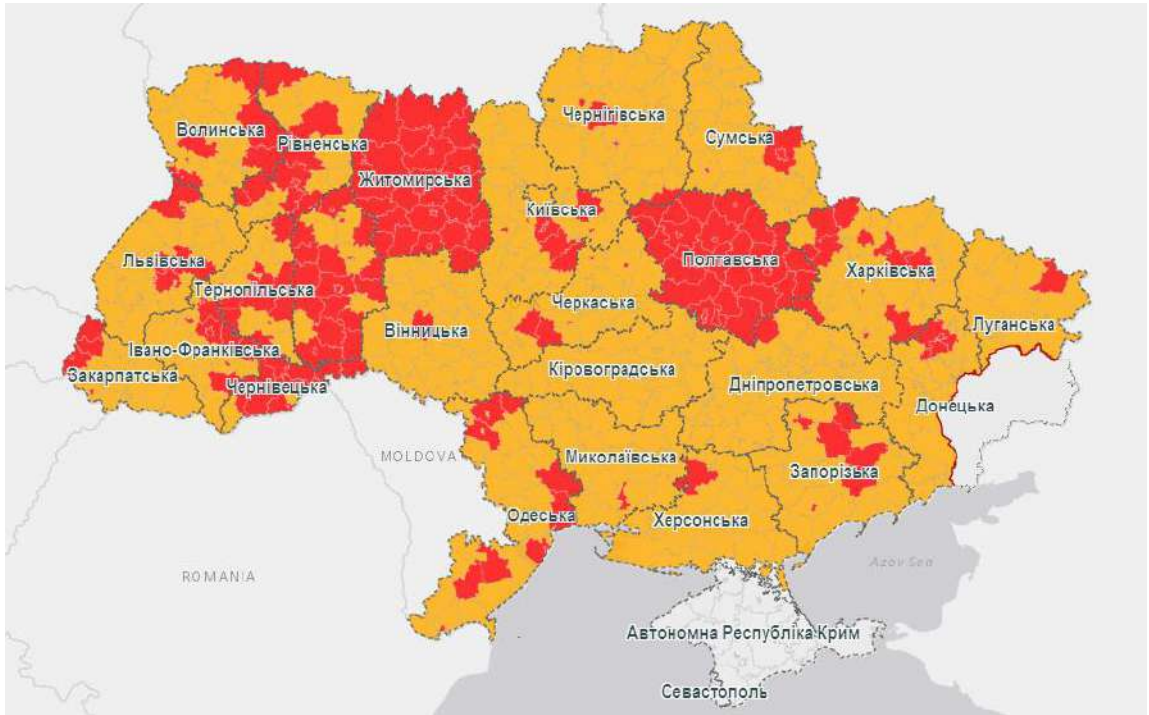 Чернігівська
Волинська
Рівненська
Сумська
Житомирська
Київська
Львівська
Полтавська
Харківська
Тернопільська
Черкаська
Вінницька
Луганська
Івано-Франківська
Закарпатська
Чернівецька
Кіровоградська
Дніпропетровська
Донецька
MOLDOVA
Миколаївська
Запорізька
Одеська
Херсонська
Azov Sea
ROMANIA
Автономна Республіка Крим
Севастополь